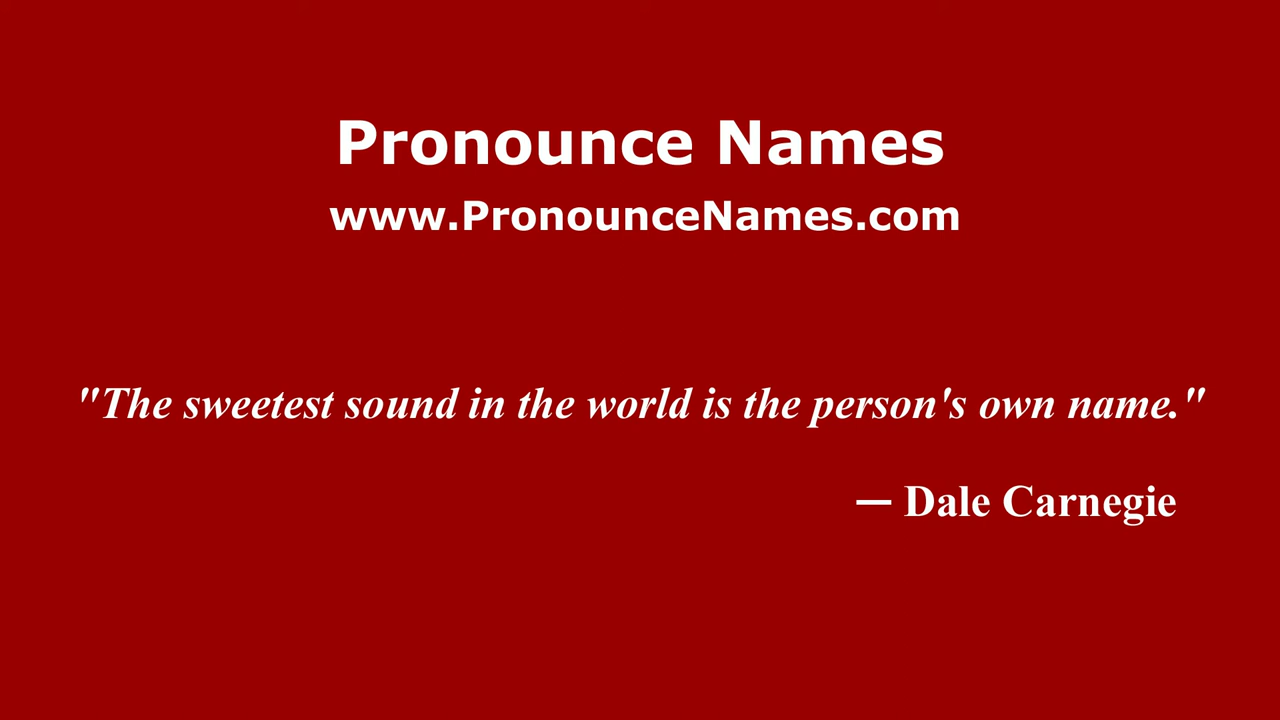 Pronounce Names
www.PronounceNames.com
"The sweetest sound in the world is the person's own name."
— Dale Carnegie